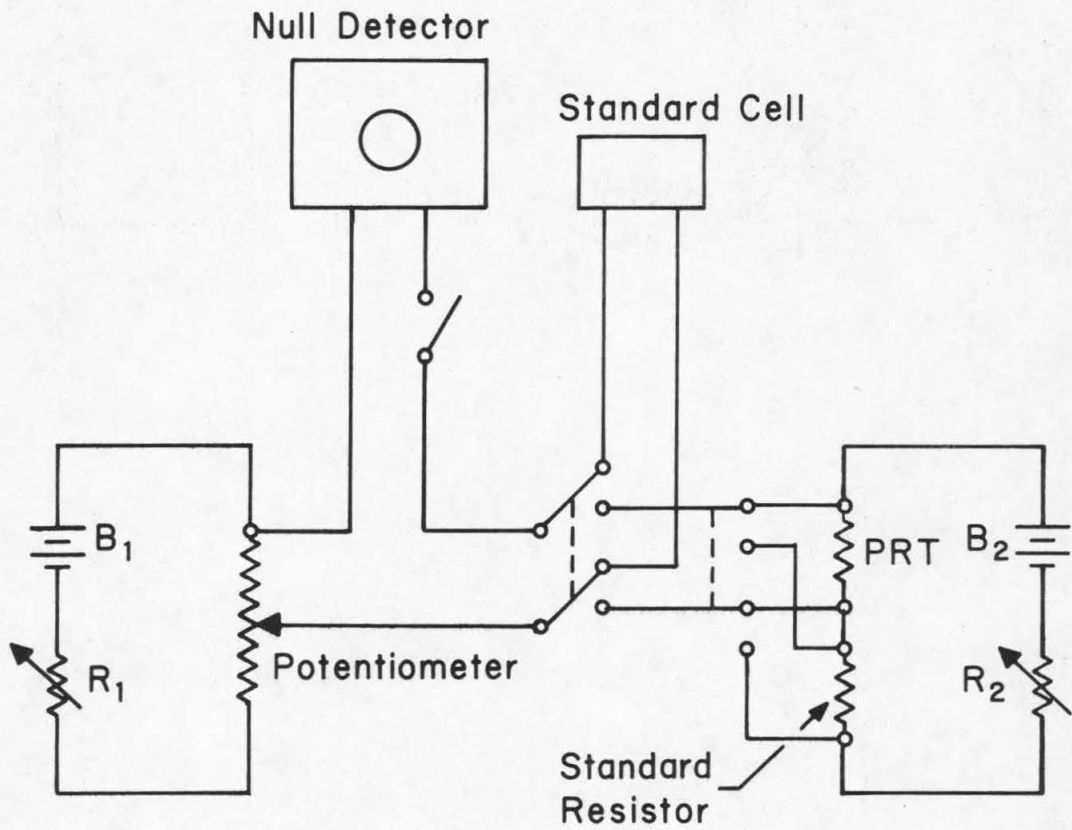 Null Detector
Standard Cell
B1
PRT
B2
Potentiometer
R1
R2
Standard
Resistor